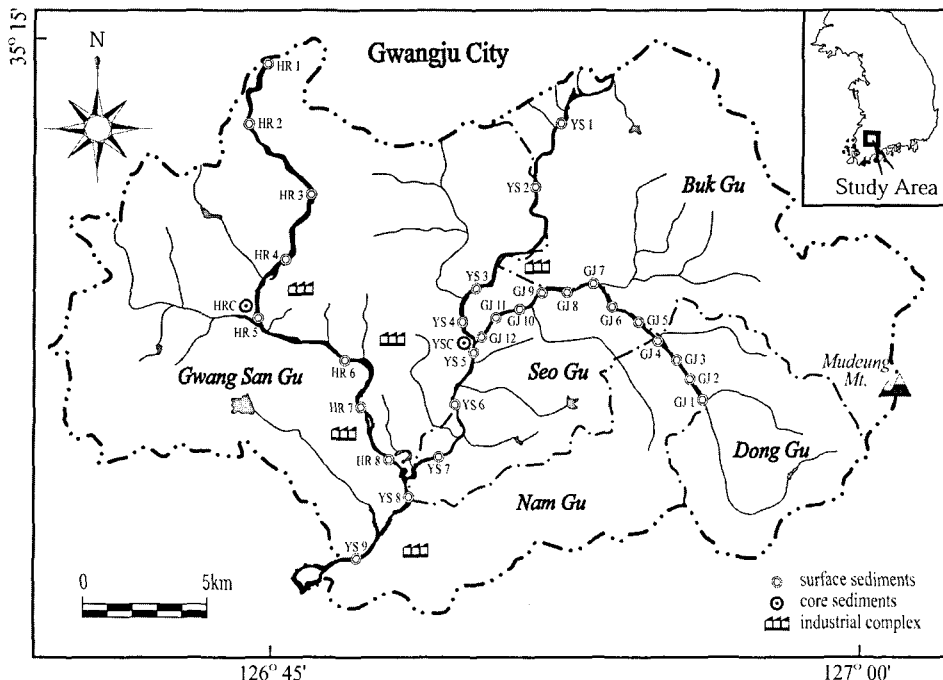 35° 15'
N
Gwangju City
Study Area
HR 1
HR 2
HR 3
HR 4
HRC
HR 5
HR 6
HR 7
HR 8
YS 1
YS 2
YS 3
YS 4
YSC
YS 5
YS 6
YS 7
YS 8
YS 9
GJ 7
GJ 9
GJ 8
GJ 11
GJ 10
GJ 12
GJ 6
GJ 5
GJ 4
GJ 3
GJ 2
GJ 1
Buk Gu
Gwang San Gu
Seo Gu
Mudeung
Mt.
Dong Gu
Nam Gu
0
5km
surface sediments
core sediments
industrial complex
126° 45'
127° 00'